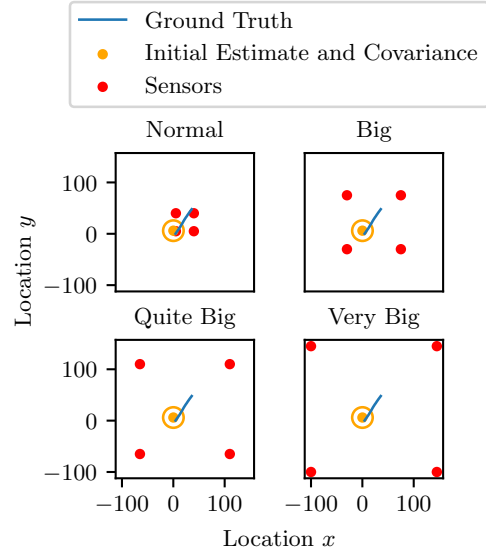 Ground Truth
Initial Estimate and Covariance
Sensors
Normal
Big
100
0
−100
Quite Big
Very Big
100
0
−100
−100 0 100
−100 0 100
Location y
Location x